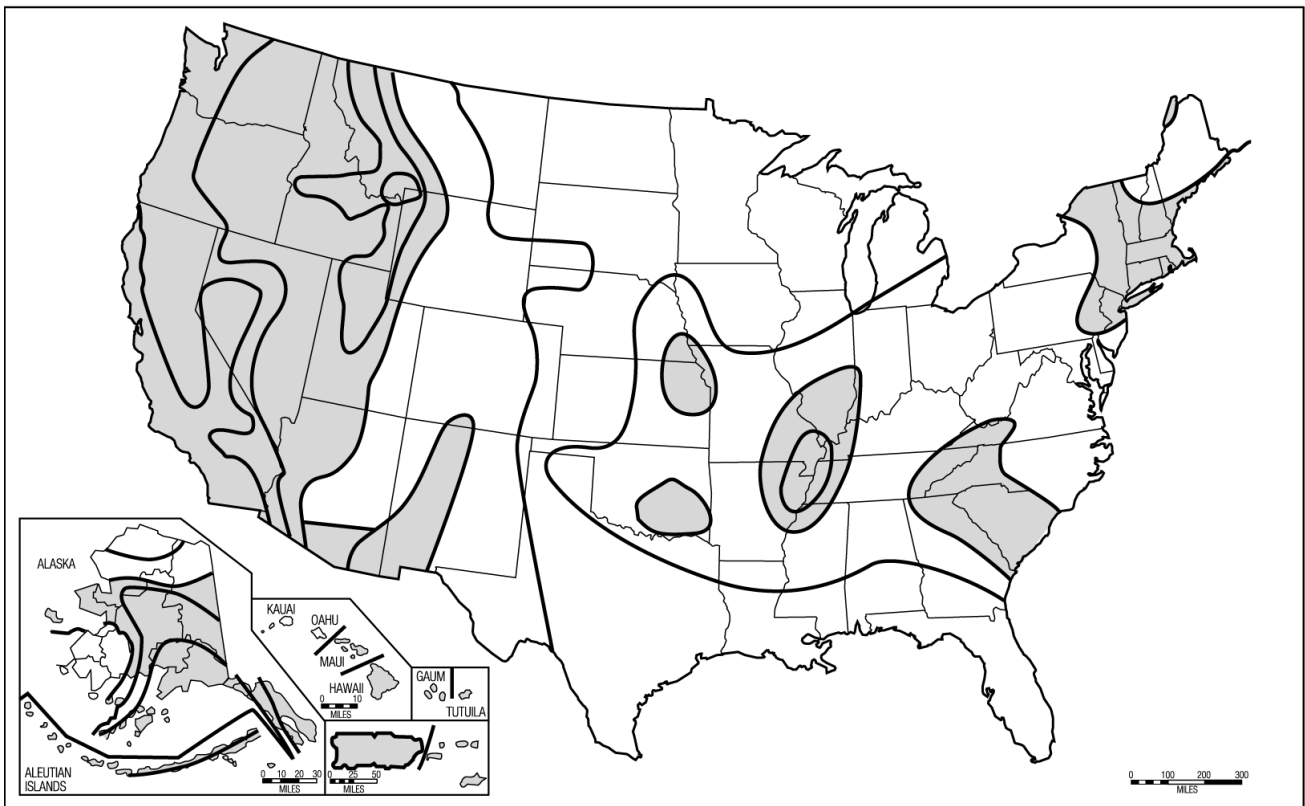 ALASKA
ALEUTIAN
ISLANDS
0 10 20 30
MILES
KAUAI
OAHU
MAUI
HAWAII
0 10
MILES
GAUM
TUTUILA
0 25 50
MILES
0 100 200 300
MILES